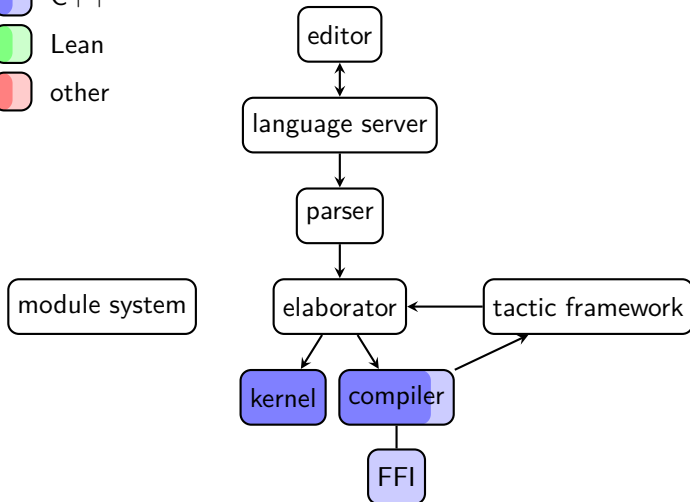 C++
editor
Lean
other
language server
parser
module system
elaborator
tactic framework
kernel
compiler
FFI